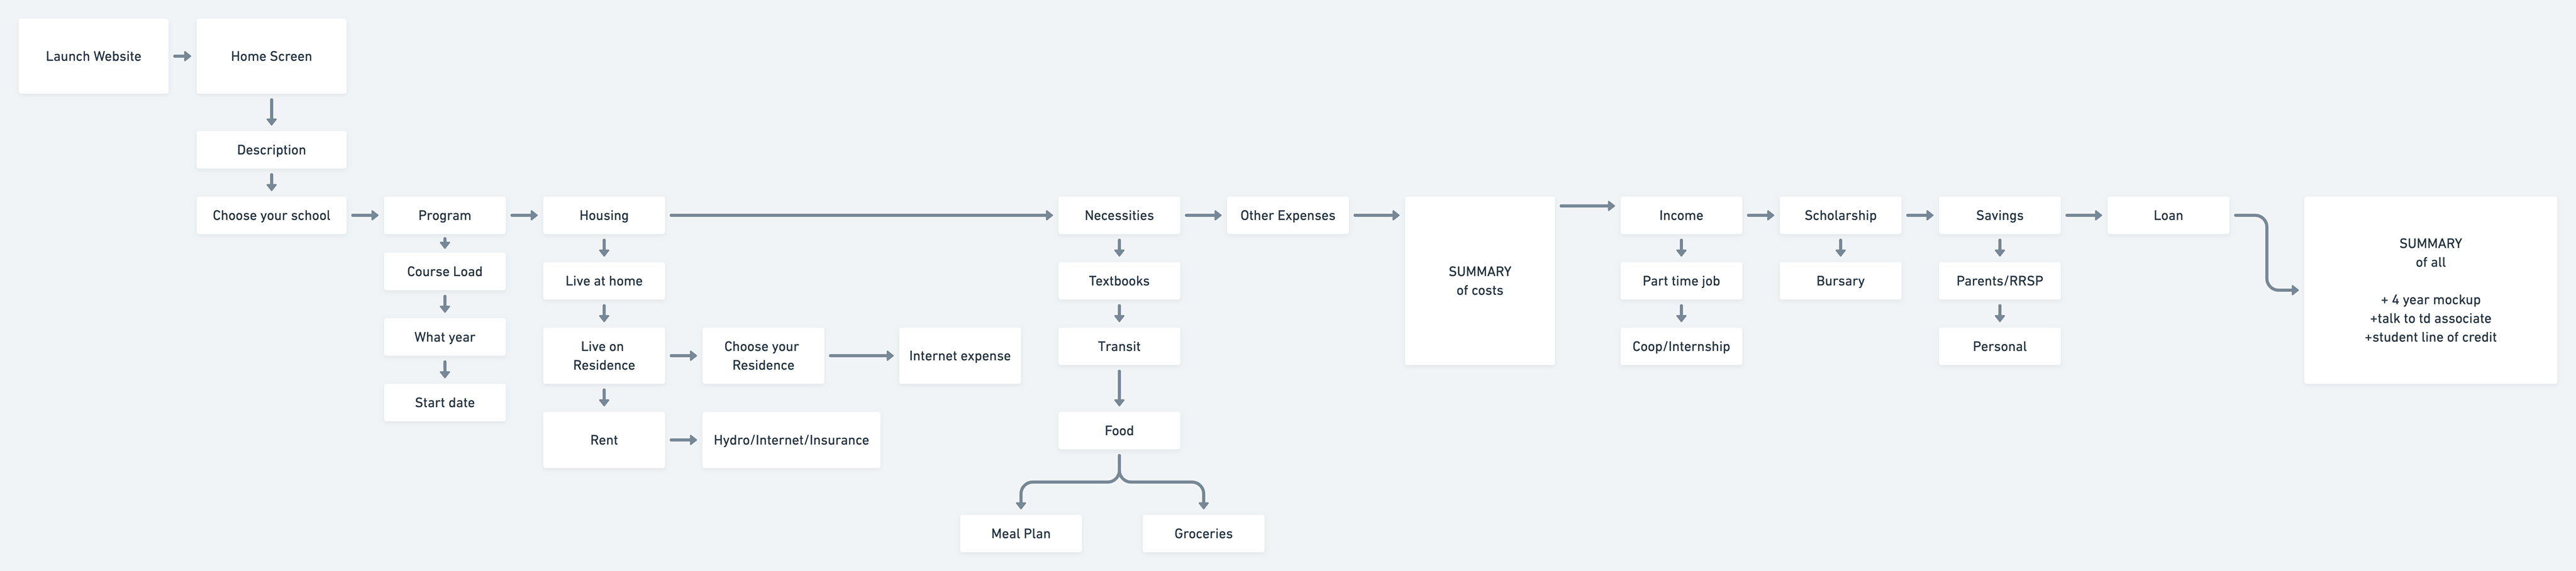 Launch Website
Home Screen
Description
Choose your school
Program
Housing
Necessities
Other Expenses
Income
Scholarship
Savings
Loan
Course Load
What year
Start date
Live at home
Live on
Residence
Choose your
Residence
Internet expense
Rent
Hydro/Internet/Insurance
Textbooks
Transit
Food
Meal Plan
Groceries
SUMMARY
of costs
Part time job
Coop/Internship
Bursary
Parents/RRSP
Personal
SUMMARY
of all
+ 4 year mockup
+talk to td associate
+student line of credit